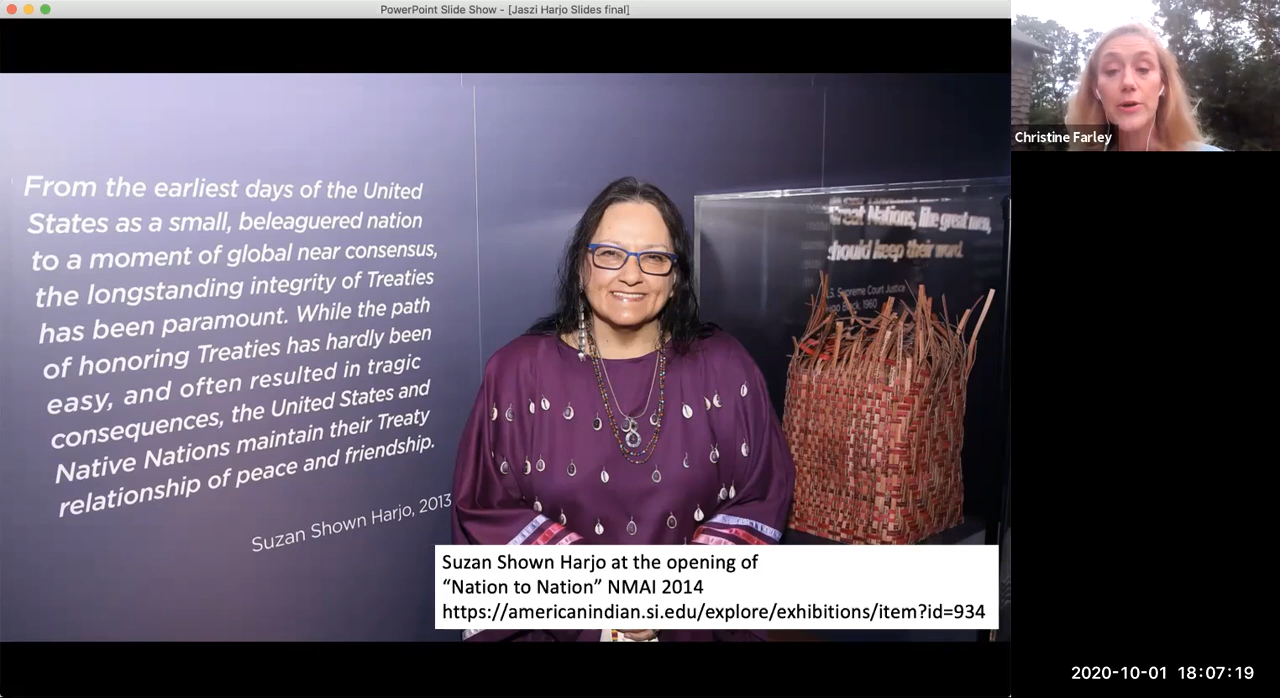 PowerPoint Slide Show - [Jaszi Harjo Slides final]
Christine Farley
From the earliest days of the United
States as a small, beleaguered nation
to a moment of global near consensus,
the longstanding integrity of Treaties
has been paramount. While the path
of honoring Treaties has hardly been
easy, and often resulted in tragic
consequences, the United States and
Native Nations maintain their Treaty
relationship of peace and friendship.
Suzan Shown Harjo, 2013
Great Nations, like great men,
should keep their word.
U.S. Supreme Court Justice
Black, 1960
Suzan Shown Harjo at the opening of
“Nation to Nation” NMAI 2014
https://americanindian.si.edu/explore/exhibitions/item?id=934
2020-10-01 18:07:19